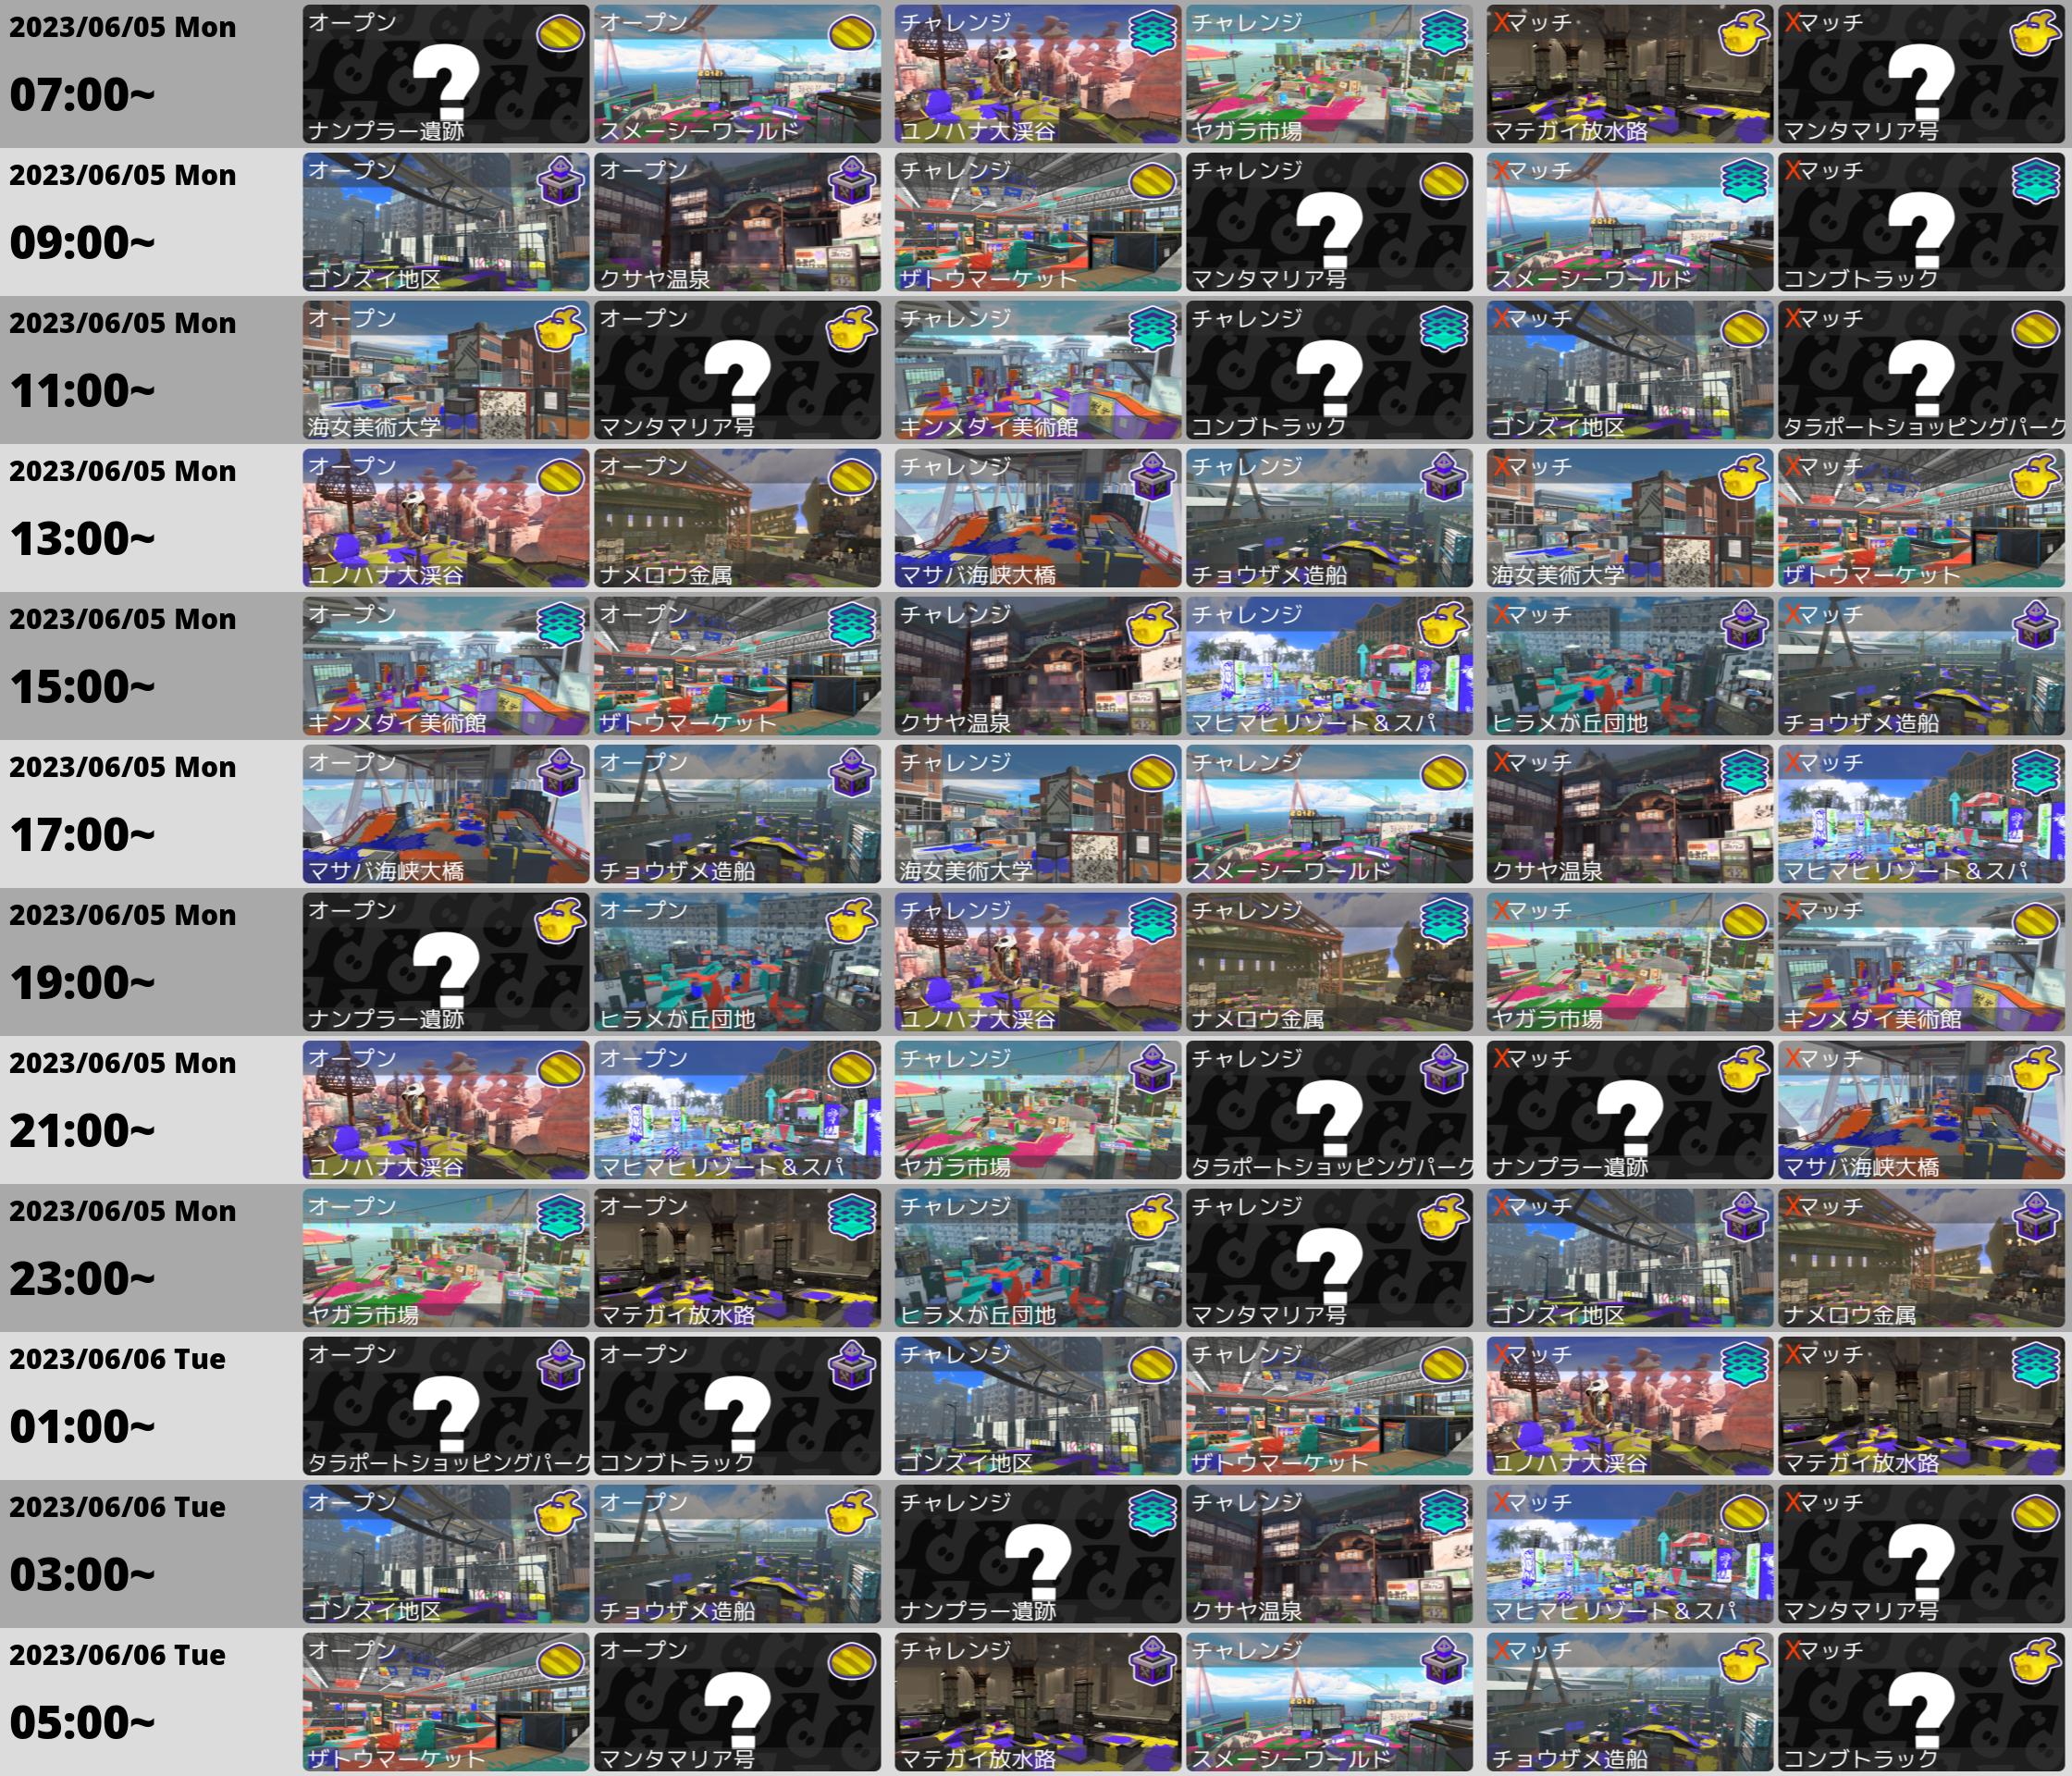 2023/06/05 Mon
07:00~
オープン オープン チャレンジ チャレンジ Xマッチ Xマッチ
ナンプラー遺跡 スメーシーワールド ユノハナ大渓谷 ヤガラ市場 マテガイ放水路 マンタマリア号
2023/06/05 Mon
09:00~
オープン オープン チャレンジ チャレンジ Xマッチ Xマッチ
ゴンズイ地区 クサヤ温泉 ザトウマーケット マンタマリア号 スメーシーワールド コンブトラック
2023/06/05 Mon
11:00~
オープン オープン チャレンジ チャレンジ Xマッチ Xマッチ
海女美術大学 マンタマリア号 キンメダイ美術館 コンブトラック ゴンズイ地区 タラポートショッピングパーク
2023/06/05 Mon
13:00~
オープン オープン チャレンジ チャレンジ Xマッチ Xマッチ
ユノハナ大渓谷 ナメロウ金属 マサバ海峡大橋 チョウザメ造船 海女美術大学 ザトウマーケット
2023/06/05 Mon
15:00~
オープン オープン チャレンジ チャレンジ Xマッチ Xマッチ
キンメダイ美術館 ザトウマーケット クサヤ温泉 マヒマヒリゾート&スパ ヒラメが丘団地 チョウザメ造船
2023/06/05 Mon
17:00~
オープン オープン チャレンジ チャレンジ Xマッチ Xマッチ
マサバ海峡大橋 チョウザメ造船 海女美術大学 スメーシーワールド クサヤ温泉 マヒマヒリゾート&スパ
2023/06/05 Mon
19:00~
オープン オープン チャレンジ チャレンジ Xマッチ Xマッチ
ナンプラー遺跡 ヒラメが丘団地 ユノハナ大渓谷 ナメロウ金属 ヤガラ市場 キンメダイ美術館
2023/06/05 Mon
21:00~
オープン オープン チャレンジ チャレンジ Xマッチ Xマッチ
ユノハナ大渓谷 マヒマヒリゾート&スパ ヤガラ市場 タラポートショッピングパーク ナンプラー遺跡 マサバ海峡大橋
2023/06/05 Mon
23:00~
オープン オープン チャレンジ チャレンジ Xマッチ Xマッチ
ヤガラ市場 マテガイ放水路 ヒラメが丘団地 マンタマリア号 ゴンズイ地区 ナメロウ金属
2023/06/06 Tue
01:00~
オープン オープン チャレンジ チャレンジ Xマッチ Xマッチ
タラポートショッピングパーク コンブトラック ゴンズイ地区 ザトウマーケット ユノハナ大渓谷 マテガイ放水路
2023/06/06 Tue
03:00~
オープン オープン チャレンジ チャレンジ Xマッチ Xマッチ
ゴンズイ地区 チョウザメ造船 ナンプラー遺跡 クサヤ温泉 マヒマヒリゾート&スパ マンタマリア号
2023/06/06 Tue
05:00~
オープン オープン チャレンジ チャレンジ Xマッチ Xマッチ
ザトウマーケット マンタマリア号 マテガイ放水路 スメーシーワールド チョウザメ造船 コンブトラック